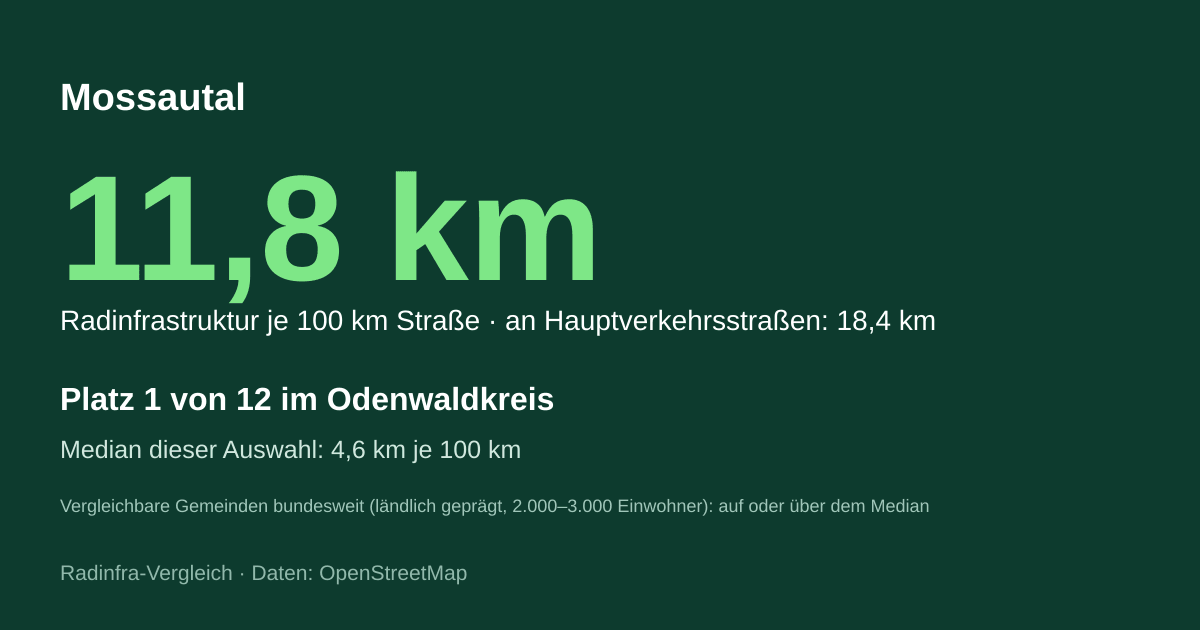 Mossautal
11,8 km
Radinfrastruktur je 100 km Straße · an Hauptverkehrsstraßen: 18,4 km
Platz 1 von 12 im Odenwaldkreis
Median dieser Auswahl: 4,6 km je 100 km
Vergleichbare Gemeinden bundesweit (ländlich geprägt, 2.000–3.000 Einwohner): auf oder über dem Median
Radinfra-Vergleich · Daten: OpenStreetMap